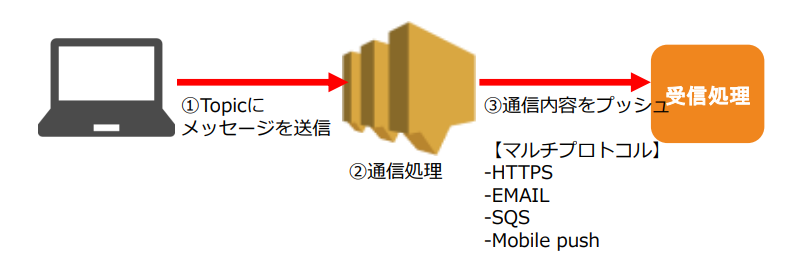 ①Topicに
メッセージを送信
②通信処理
③通信内容をプッシュ
【マルチプロトコル】
-HTTPS
-EMAIL
-SQS
-Mobile push
受信処理